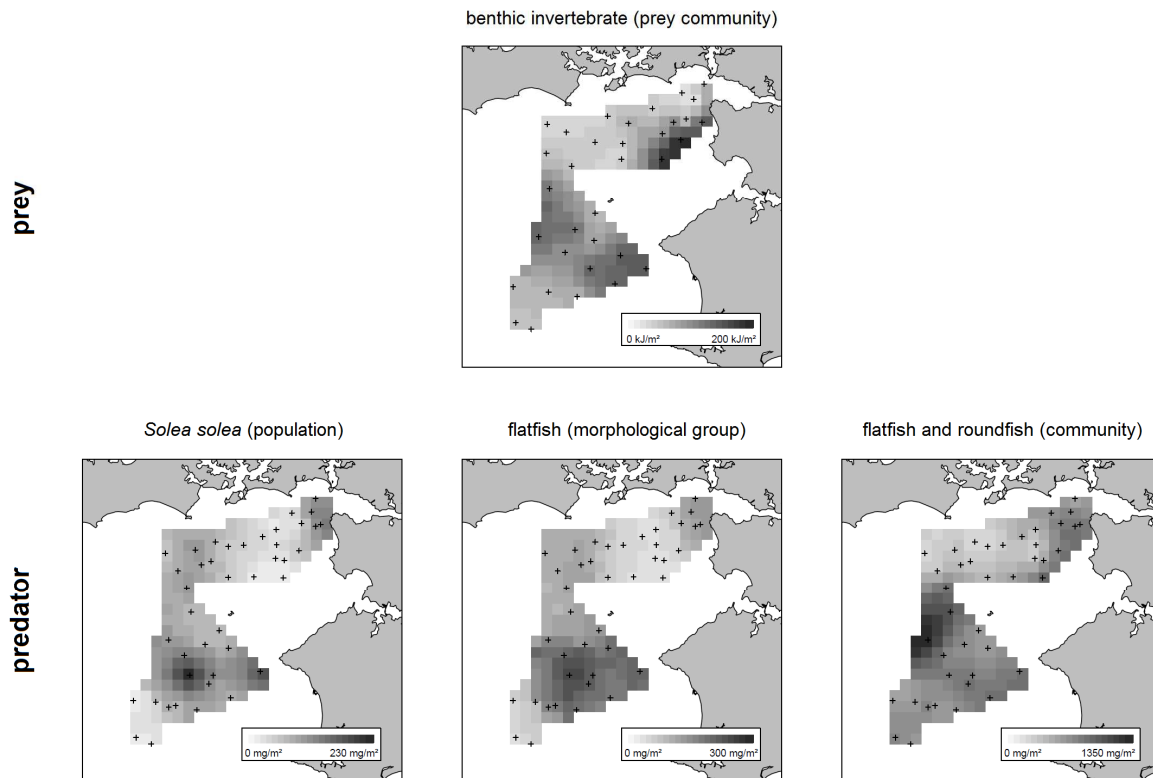 benthic invertebrate (prey community)
prey
0 kJ/m² 200 kJ/m²
Solea solea (population)
flatfish (morphological group)
flatfish and roundfish (community)
predator
0 mg/m² 230 mg/m²
0 mg/m² 300 mg/m²
0 mg/m² 1350 mg/m²